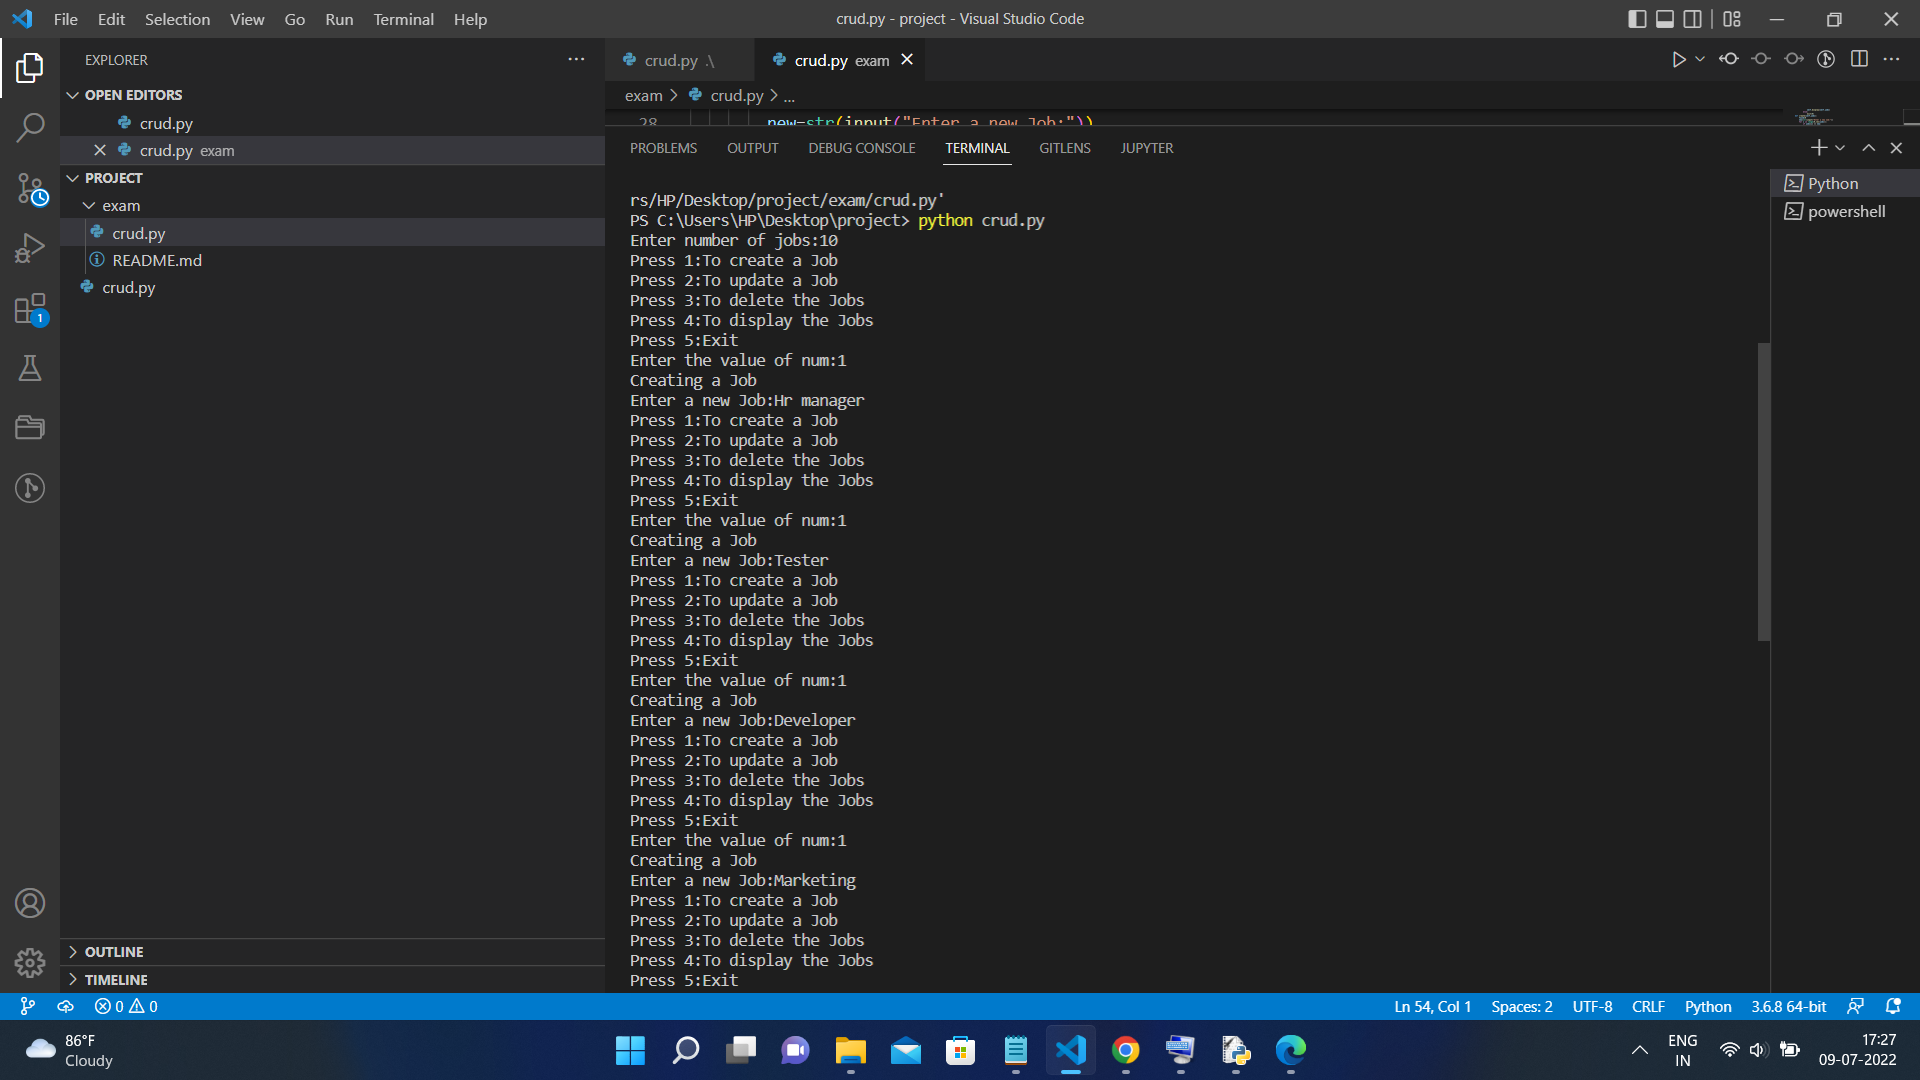 File Edit Selection View Go Run Terminal Help
crud.py - project - Visual Studio Code
EXPLORER
OPEN EDITORS
crud.py
crud.py exam
PROJECT
exam
crud.py
README.md
crud.py
1
OUTLINE
TIMELINE
crud.py .\
crud.py exam
exam > crud.py > ...
28 new=str(input("Enter a new Job:"))
PROBLEMS OUTPUT DEBUG CONSOLE TERMINAL GITLENS JUPYTER
Python
powershell
rs/HP/Desktop/project/exam/crud.py'
PS C:\Users\HP\Desktop\project> python crud.py
Enter number of jobs:10
Press 1:To create a Job
Press 2:To update a Job
Press 3:To delete the Jobs
Press 4:To display the Jobs
Press 5:Exit
Enter the value of num:1
Creating a Job
Enter a new Job:Hr manager
Press 1:To create a Job
Press 2:To update a Job
Press 3:To delete the Jobs
Press 4:To display the Jobs
Press 5:Exit
Enter the value of num:1
Creating a Job
Enter a new Job:Tester
Press 1:To create a Job
Press 2:To update a Job
Press 3:To delete the Jobs
Press 4:To display the Jobs
Press 5:Exit
Enter the value of num:1
Creating a Job
Enter a new Job:Developer
Press 1:To create a Job
Press 2:To update a Job
Press 3:To delete the Jobs
Press 4:To display the Jobs
Press 5:Exit
Enter the value of num:1
Creating a Job
Enter a new Job:Marketing
Press 1:To create a Job
Press 2:To update a Job
Press 3:To delete the Jobs
Press 4:To display the Jobs
Press 5:Exit
0 0
Ln 54, Col 1 Spaces: 2 UTF-8 CRLF Python 3.6.8 64-bit
86°F
Cloudy
ENG
IN
17:27
09-07-2022